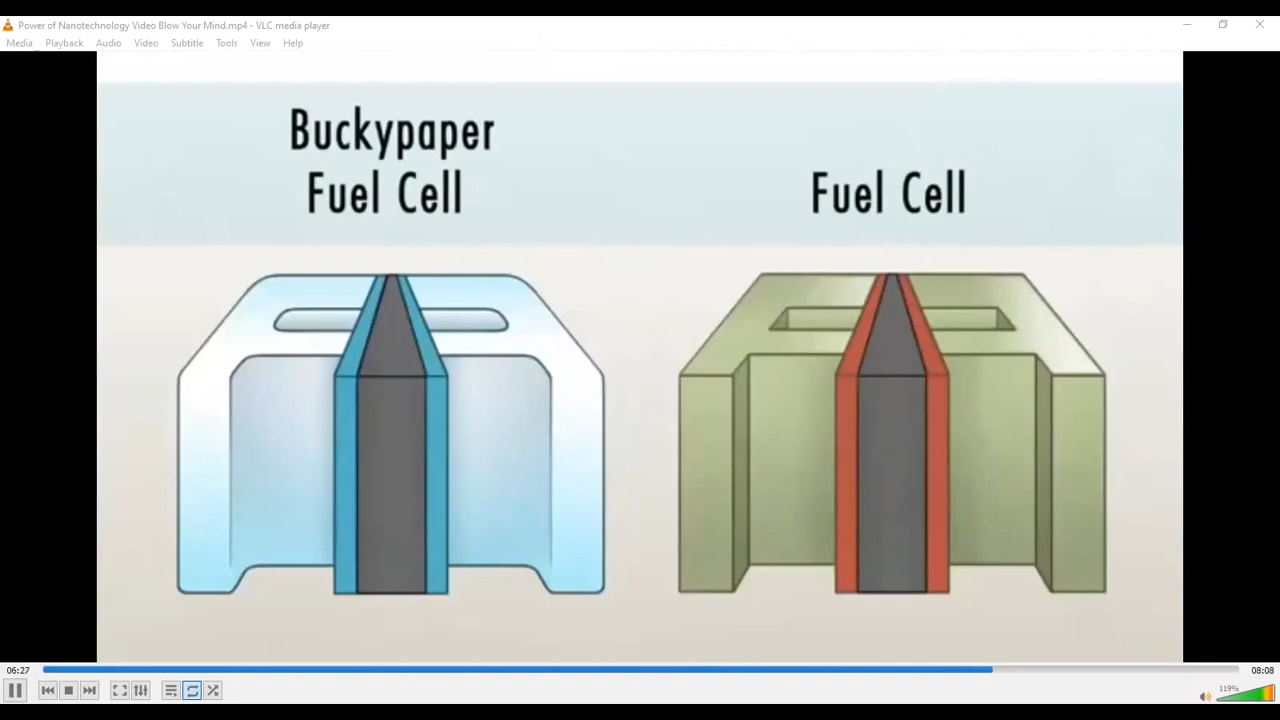 Power of Nanotechnology Video Blow Your Mind.mp4 - VLC media player
Media Playback Audio Video Subtitle Tools View Help
Buckypaper
Fuel Cell
Fuel Cell
06:27
08:08
119%